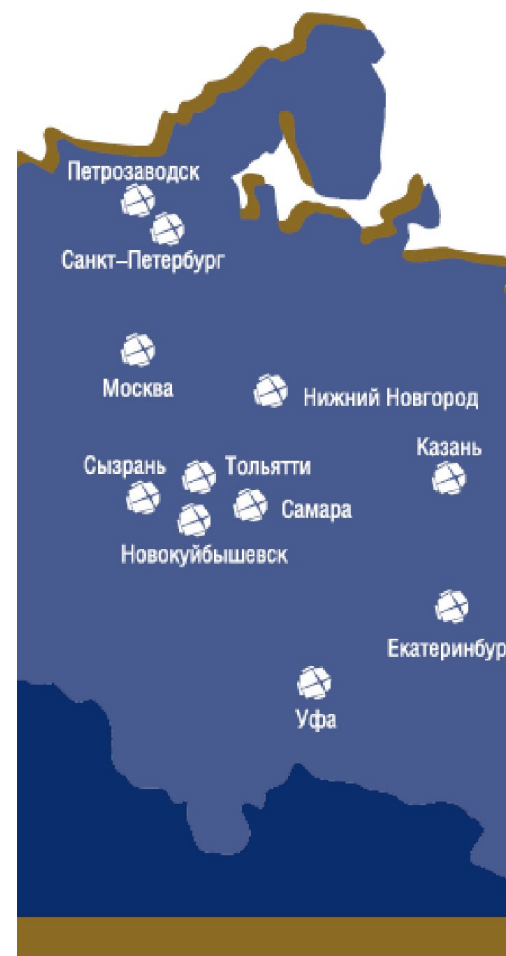 Петрозаводск
Санкт–Петербург
Москва
Нижний Новгород
Казань
Сызрань
Тольятти
Самара
Новокуйбышевск
Екатеринбур
Уфа